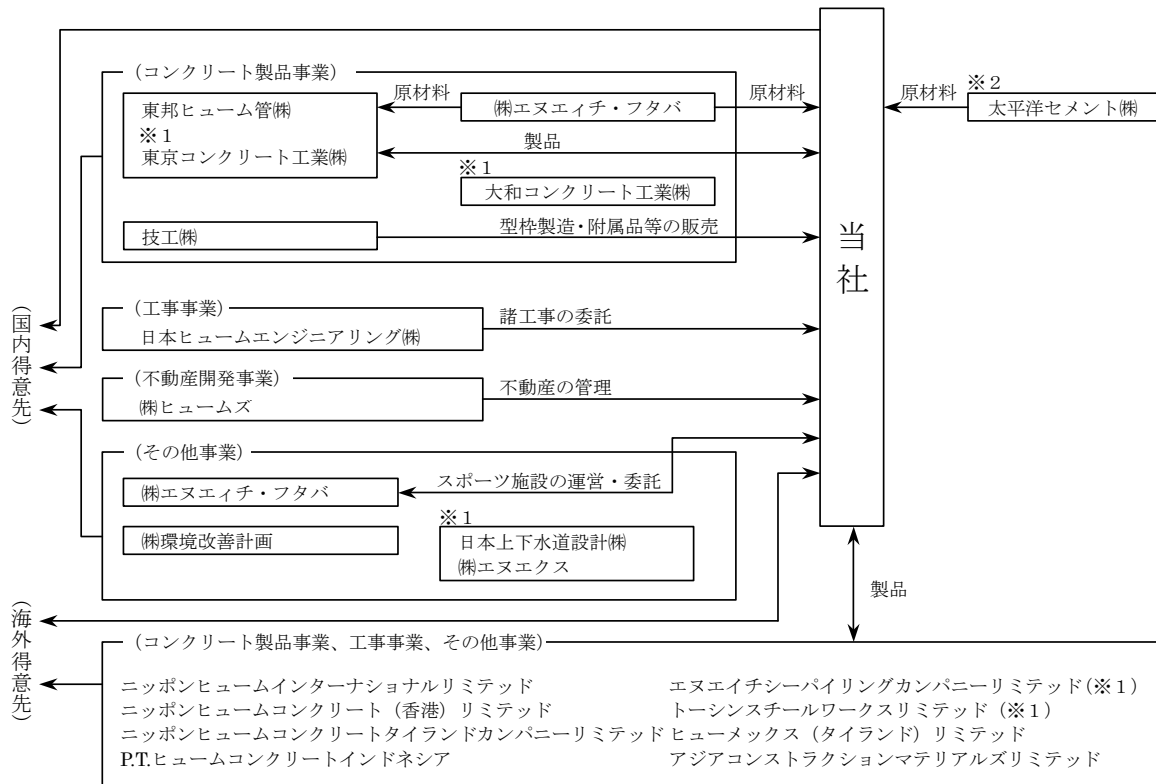 (コンクリート製品事業)
東邦ヒューム管㈱
※1
東京コンクリート工業㈱
原材料
㈱エヌエィチ・フタバ
原材料
製品
※1
大和コンクリート工業㈱
技工㈱
型枠製造・附属品等の販売
当社
原材料
※2
太平洋セメント㈱
(国内得意先)
(工事事業)
日本ヒュームエンジニアリング㈱
諸工事の委託
(不動産開発事業)
㈱ヒュームズ
不動産の管理
(その他事業)
㈱エヌエィチ・フタバ
スポーツ施設の運営・委託
㈱環境改善計画
※1
日本上下水道設計㈱
㈱エヌエクス
製品
(海外得意先)
(コンクリート製品事業、工事事業、その他事業)
ニッポンヒュームインターナショナルリミテッド
ニッポンヒュームコンクリート(香港)リミテッド
ニッポンヒュームコンクリートタイランドカンパニーリミテッド
P.T.ヒュームコンクリートインドネシア
エヌエイチシーパイリングカンパニーリミテッド(※1)
トーシンスチールワークスリミテッド(※1)
ヒューメックス(タイランド)リミテッド
アジアコンストラクションマテリアルズリミテッド